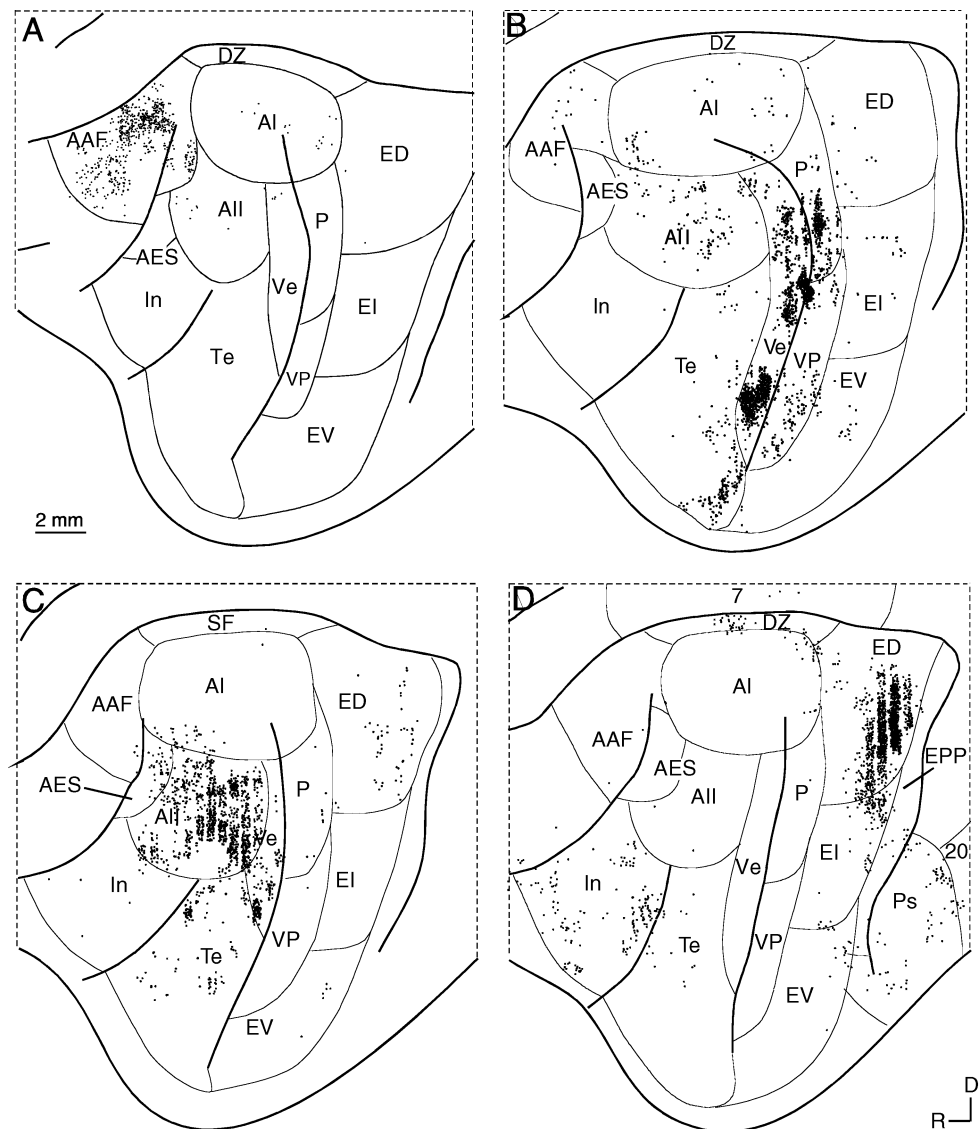 A
DZ
AI
AAF
ED
AII
P
AES
Ve
In
EI
Te
VP
EV
2 mm
B
DZ
AI
ED
AAF
P
AES
AII
In
EI
Ve
VP
Te
EV
C
SF
AI
ED
AAF
AES
P
AII
Ve
In
EI
VP
Te
EV
D
7
DZ
ED
AI
AAF
EPP
AES
AII
P
20
EI
Ve
In
Ps
Te
VP
EV
D
R